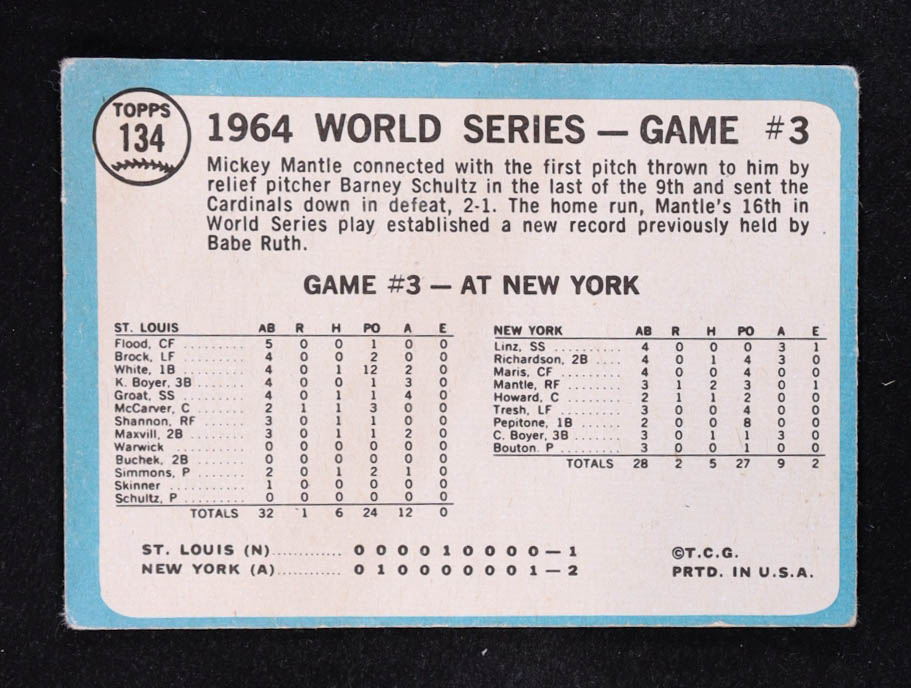 TOPPS
134
1964 WORLD SERIES — GAME #3
Mickey Mantle connected with the first pitch thrown to him by
relief pitcher Barney Schultz in the last of the 9th and sent the
Cardinals down in defeat, 2-1. The home run, Mantle's 16th in
World Series play established a new record previously held by
Babe Ruth.
GAME #3 — AT NEW YORK
ST. LOUIS AB R H PO A E
Flood, CF ......... 5 0 0 1 0 0
Brock, LF ......... 4 0 0 2 0 0
White, 1B ......... 4 0 1 12 2 0
K. Boyer, 3B ....... 4 0 0 1 3 0
Groat, SS ......... 4 0 1 1 4 0
McCarver, C ....... 2 1 1 3 0 0
Shannon, RF ....... 3 0 1 1 0 0
Maxvill, 2B ........ 3 0 1 1 2 0
Warwick .......... 0 0 0 0 0 0
Buchek, 2B ........ 0 0 0 0 0 0
Simmons, P ........ 2 0 1 2 1 0
Skinner .......... 1 0 0 0 0 0
Schultz, P ......... 0 0 0 0 0 0
TOTALS 32 1 6 24 12 0
NEW YORK AB R H PO A E
Linz, SS .......... 4 0 0 0 3 1
Richardson, 2B .... 4 0 1 4 3 0
Maris, CF ......... 4 0 0 4 0 0
Mantle, RF ........ 3 1 2 3 0 1
Howard, C ........ 2 1 1 2 0 0
Tresh, LF ......... 3 0 0 4 0 0
Pepitone, 1B ...... 2 0 0 8 0 0
C. Boyer, 3B ....... 3 0 1 1 3 0
Bouton. P ......... 3 0 0 1 0 0
TOTALS 28 2 5 27 9 2
ST. LOUIS (N)............ 0 0 0 0 1 0 0 0 0 — 1
NEW YORK (A)........... 0 1 0 0 0 0 0 0 1 — 2
©T.C.G.
PRTD. IN U.S.A.